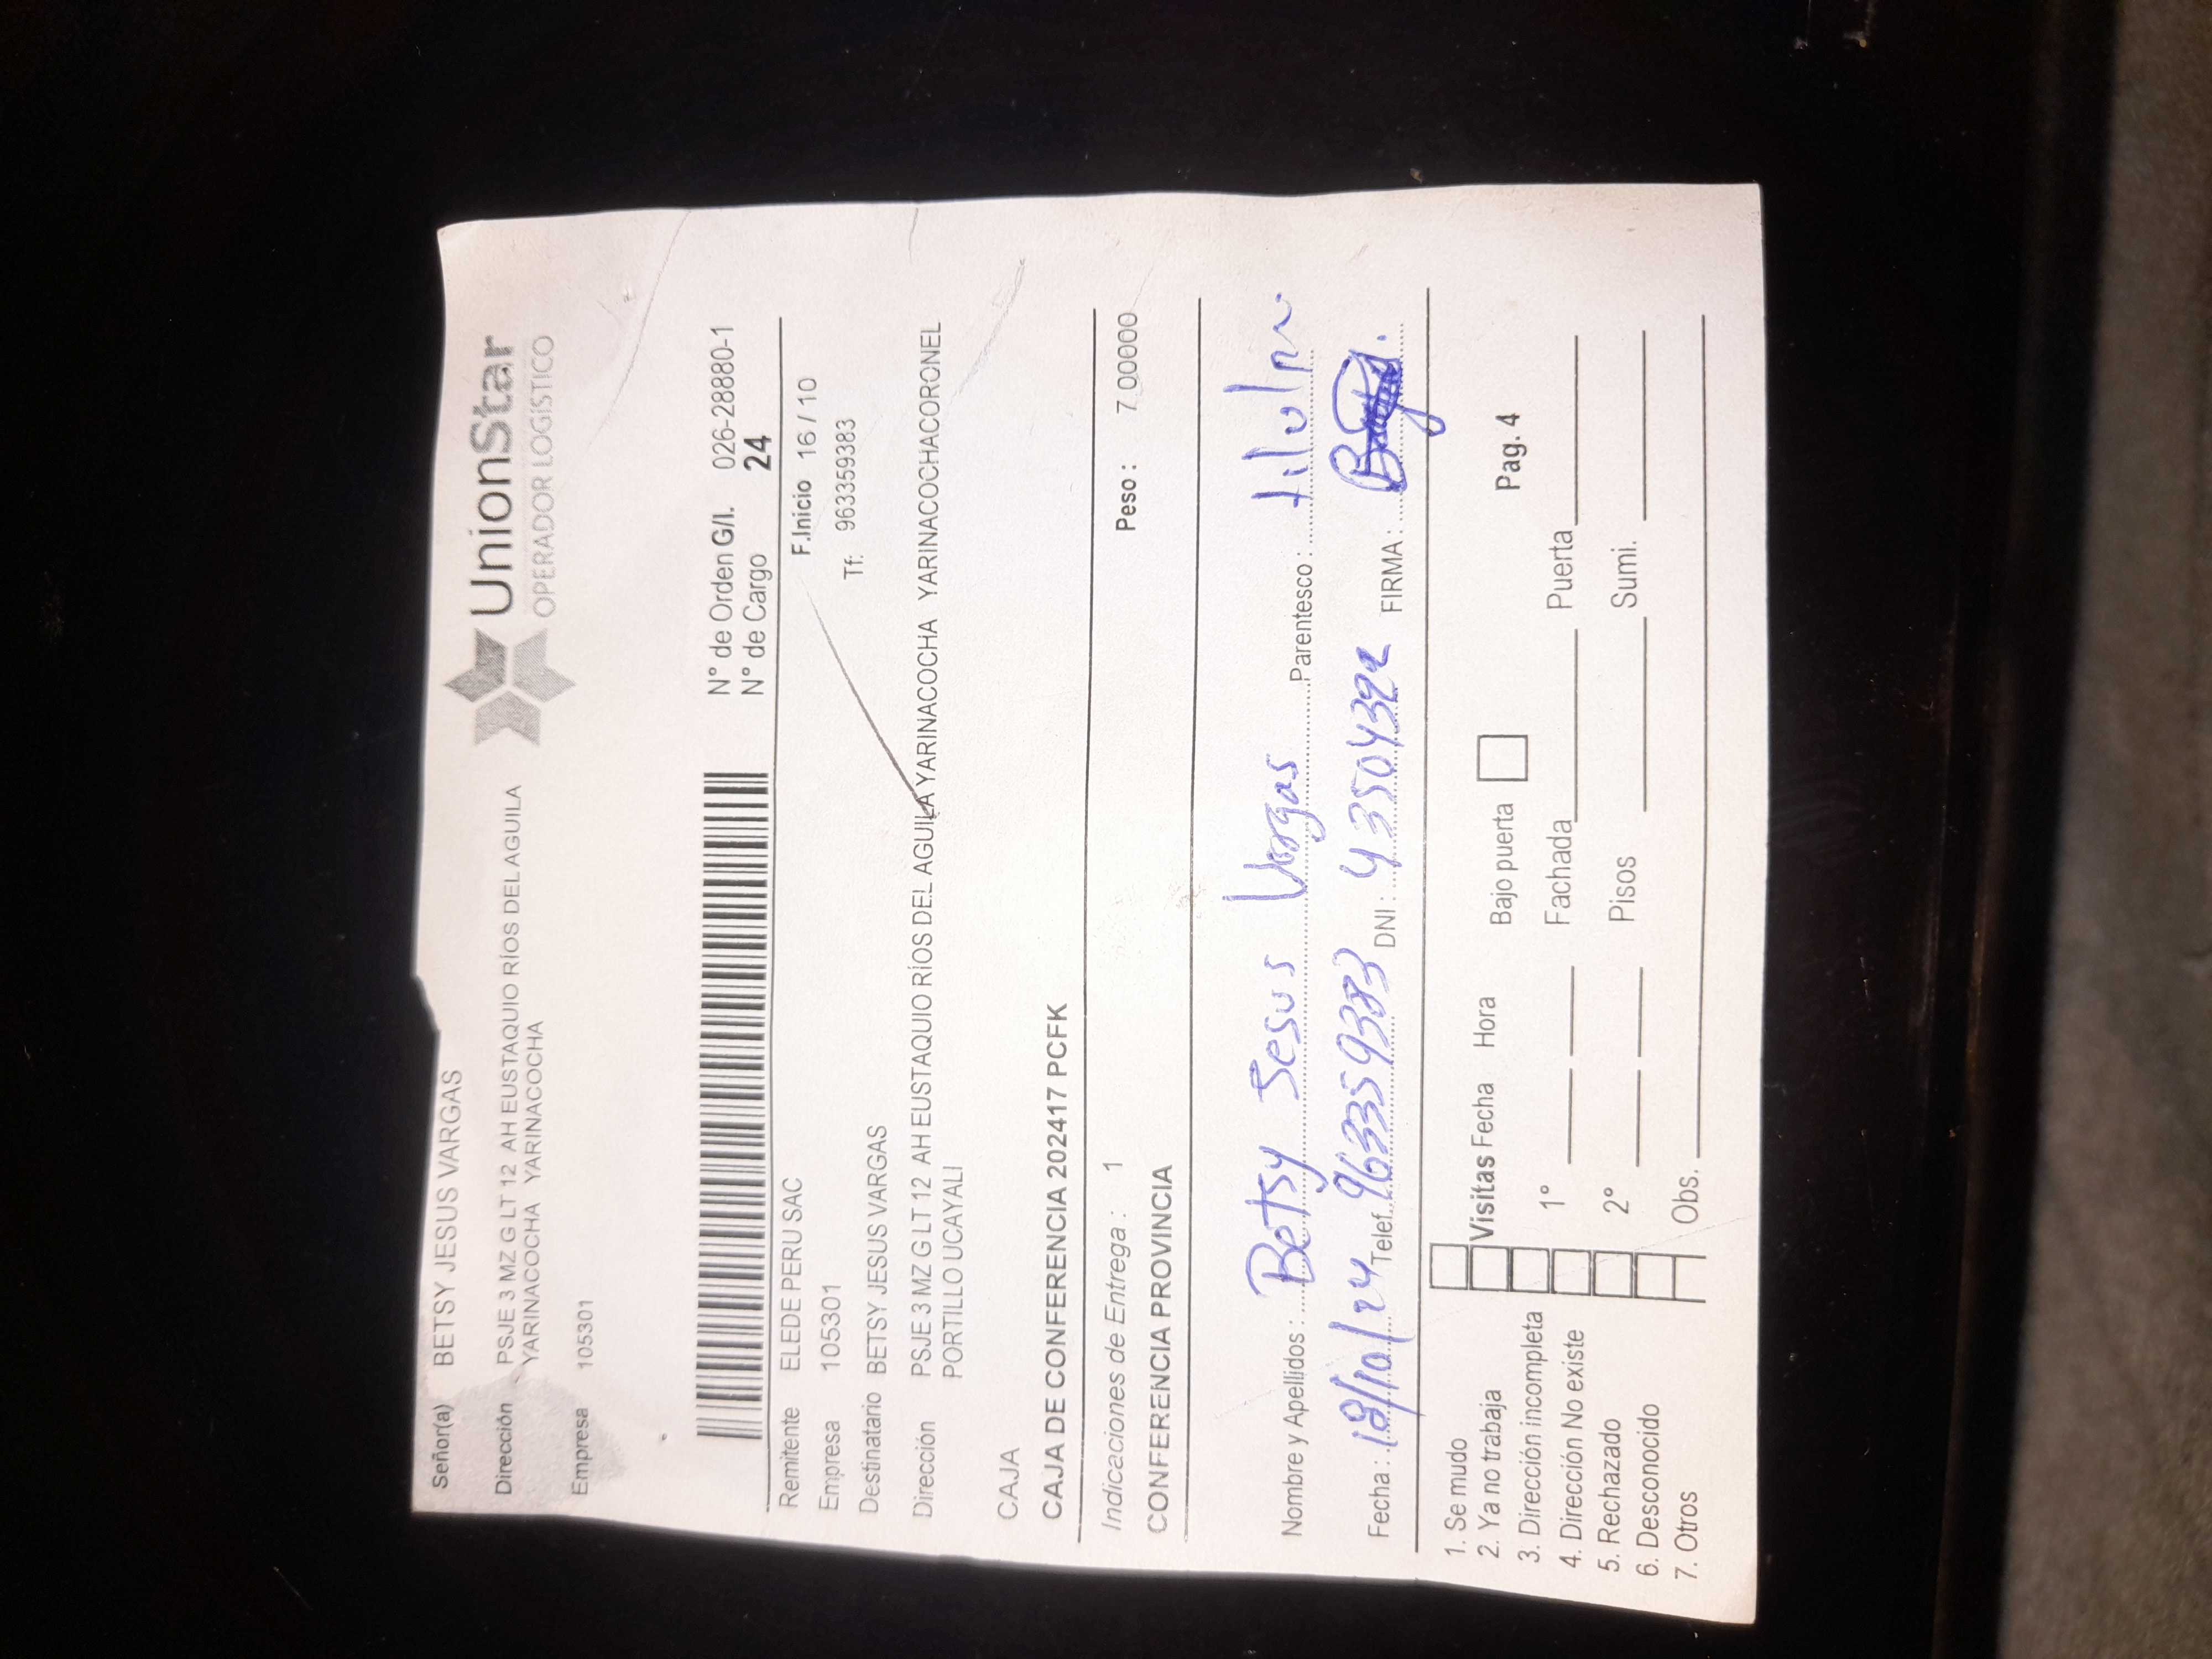 Señor(a) BETSY JESUS VARGAS
UnionStar
OPERADOR LOGÍSTICO
Dirección PSJE 3 MZ G LT 12 AH EUSTAQUIO RÍOS DEL AGUILA
YARINACOCHA YARINACOCHA
Empresa 105301
N° de Orden G/I. 026-28880-1
N° de Cargo 24
Remitente ELEDE PERU SAC F.Inicio 16 / 10
Empresa 105301 Tf: 963359383
Destinatario BETSY JESUS VARGAS
Dirección PSJE 3 MZ G LT 12 AH EUSTAQUIO RÍOS DEL AGUILA YARINACOCHA YARINACOCHACORONEL
PORTILLO UCAYALI
CAJA
CAJA DE CONFERENCIA 202417 PCFK
Indicaciones de Entrega : 1 Peso : 7.00000
CONFERENCIA PROVINCIA
Nombre y Apellidos : Betsy Jesus Vargas Parentesco : titular
Fecha : 18/10/24 Telef. 963359383 DNI : 43504392 FIRMA :
1. Se mudo
2. Ya no trabaja Visitas Fecha Hora Bajo puerta Pag. 4
3. Dirección incompleta
4. Dirección No existe 1° Fachada Puerta
5. Rechazado
6. Desconocido 2° Pisos Sumi.
7. Otros Obs.